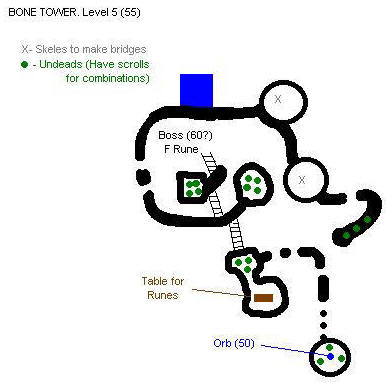 BONE TOWER. Level 5 (55)
X- Skeles to make bridges
- Undeads (Have scrolls
for combinations)
X
Boss (60?)
F Rune
X
Table for
Runes
Orb (50)